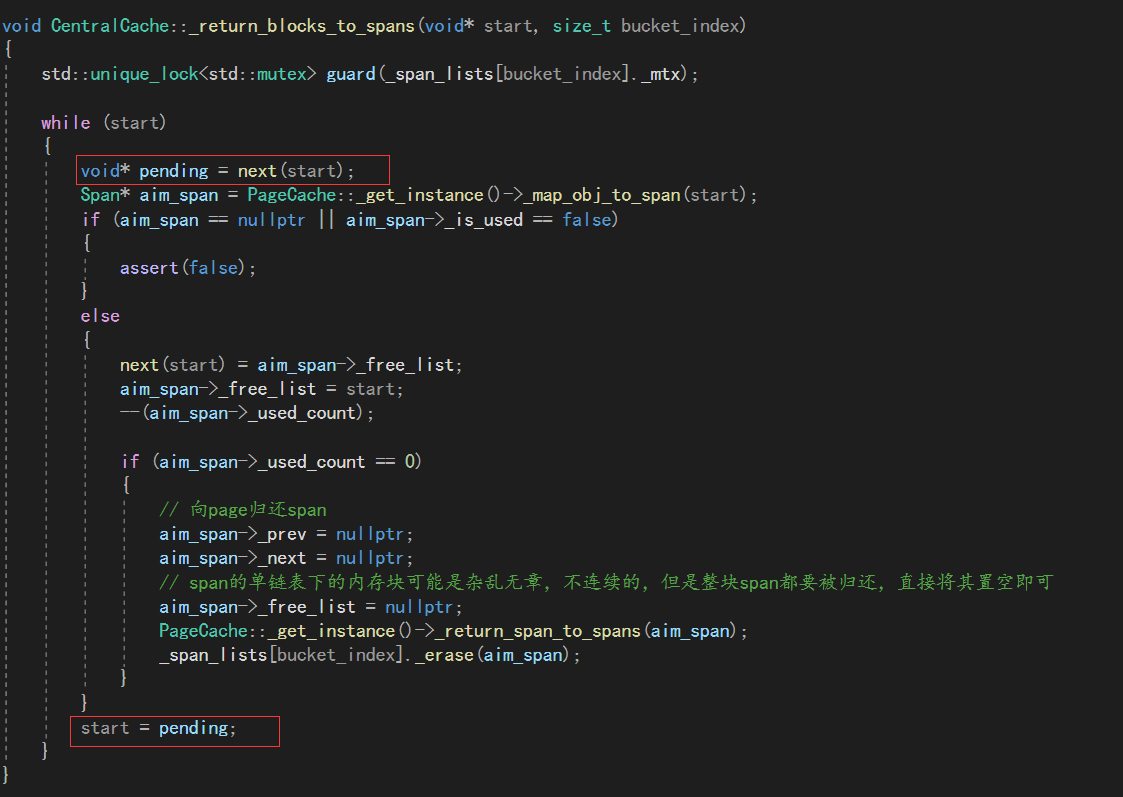 void CentralCache::_return_blocks_to_spans(void* start, size_t bucket_index)
{
std::unique_lock<std::mutex> guard(_span_lists[bucket_index]._mtx);
while (start)
{
void* pending = next(start);
Span* aim_span = PageCache::_get_instance()->_map_obj_to_span(start);
if (aim_span == nullptr || aim_span->_is_used == false)
{
assert(false);
}
else
{
next(start) = aim_span->_free_list;
aim_span->_free_list = start;
--(aim_span->_used_count);
if (aim_span->_used_count == 0)
{
// 向page归还span
aim_span->_prev = nullptr;
aim_span->_next = nullptr;
// span的单链表下的内存块可能是杂乱无章，不连续的，但是整块span都要被归还，直接将其置空即可
aim_span->_free_list = nullptr;
PageCache::_get_instance()->_return_span_to_spans(aim_span);
_span_lists[bucket_index]._erase(aim_span);
}
}
start = pending;
}
}